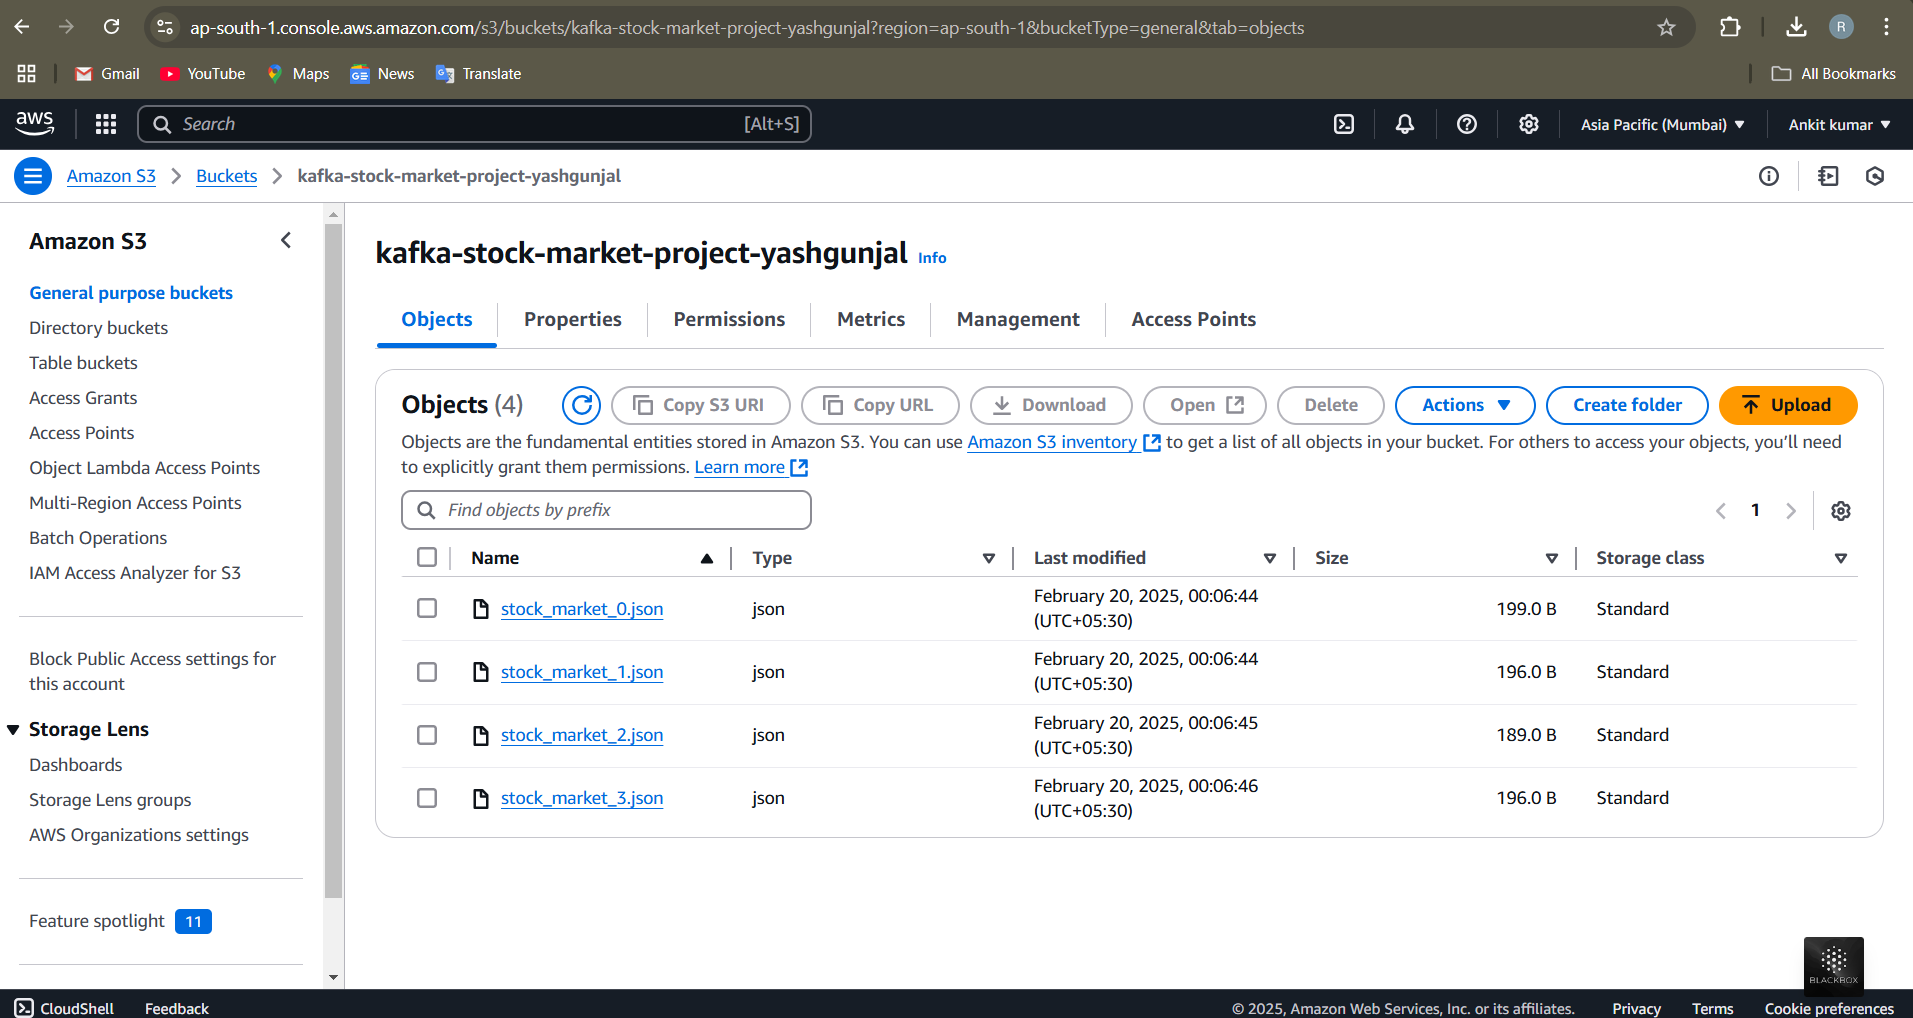 ap-south-1.console.aws.amazon.com/s3/buckets/kafka-stock-market-project-yashgunjal?region=ap-south-1&bucketType=general&tab=objects
R
Gmail YouTube Maps News Translate All Bookmarks
aws Search [Alt+S] Asia Pacific (Mumbai) Ankit kumar
Amazon S3 Buckets kafka-stock-market-project-yashgunjal
Amazon S3
General purpose buckets
Directory buckets
Table buckets
Access Grants
Access Points
Object Lambda Access Points
Multi-Region Access Points
Batch Operations
IAM Access Analyzer for S3
Block Public Access settings for
this account
Storage Lens
Dashboards
Storage Lens groups
AWS Organizations settings
Feature spotlight 11
kafka-stock-market-project-yashgunjal Info
Objects Properties Permissions Metrics Management Access Points
Objects (4) Copy S3 URI Copy URL Download Open Delete Actions Create folder Upload
Objects are the fundamental entities stored in Amazon S3. You can use Amazon S3 inventory to get a list of all objects in your bucket. For others to access your objects, you’ll need
to explicitly grant them permissions. Learn more
Find objects by prefix 1
Name Type Last modified Size Storage class
stock_market_0.json json February 20, 2025, 00:06:44 (UTC+05:30) 199.0 B Standard
stock_market_1.json json February 20, 2025, 00:06:44 (UTC+05:30) 196.0 B Standard
stock_market_2.json json February 20, 2025, 00:06:45 (UTC+05:30) 189.0 B Standard
stock_market_3.json json February 20, 2025, 00:06:46 (UTC+05:30) 196.0 B Standard
BLACKBOX
CloudShell Feedback © 2025, Amazon Web Services, Inc. or its affiliates. Privacy Terms Cookie preferences